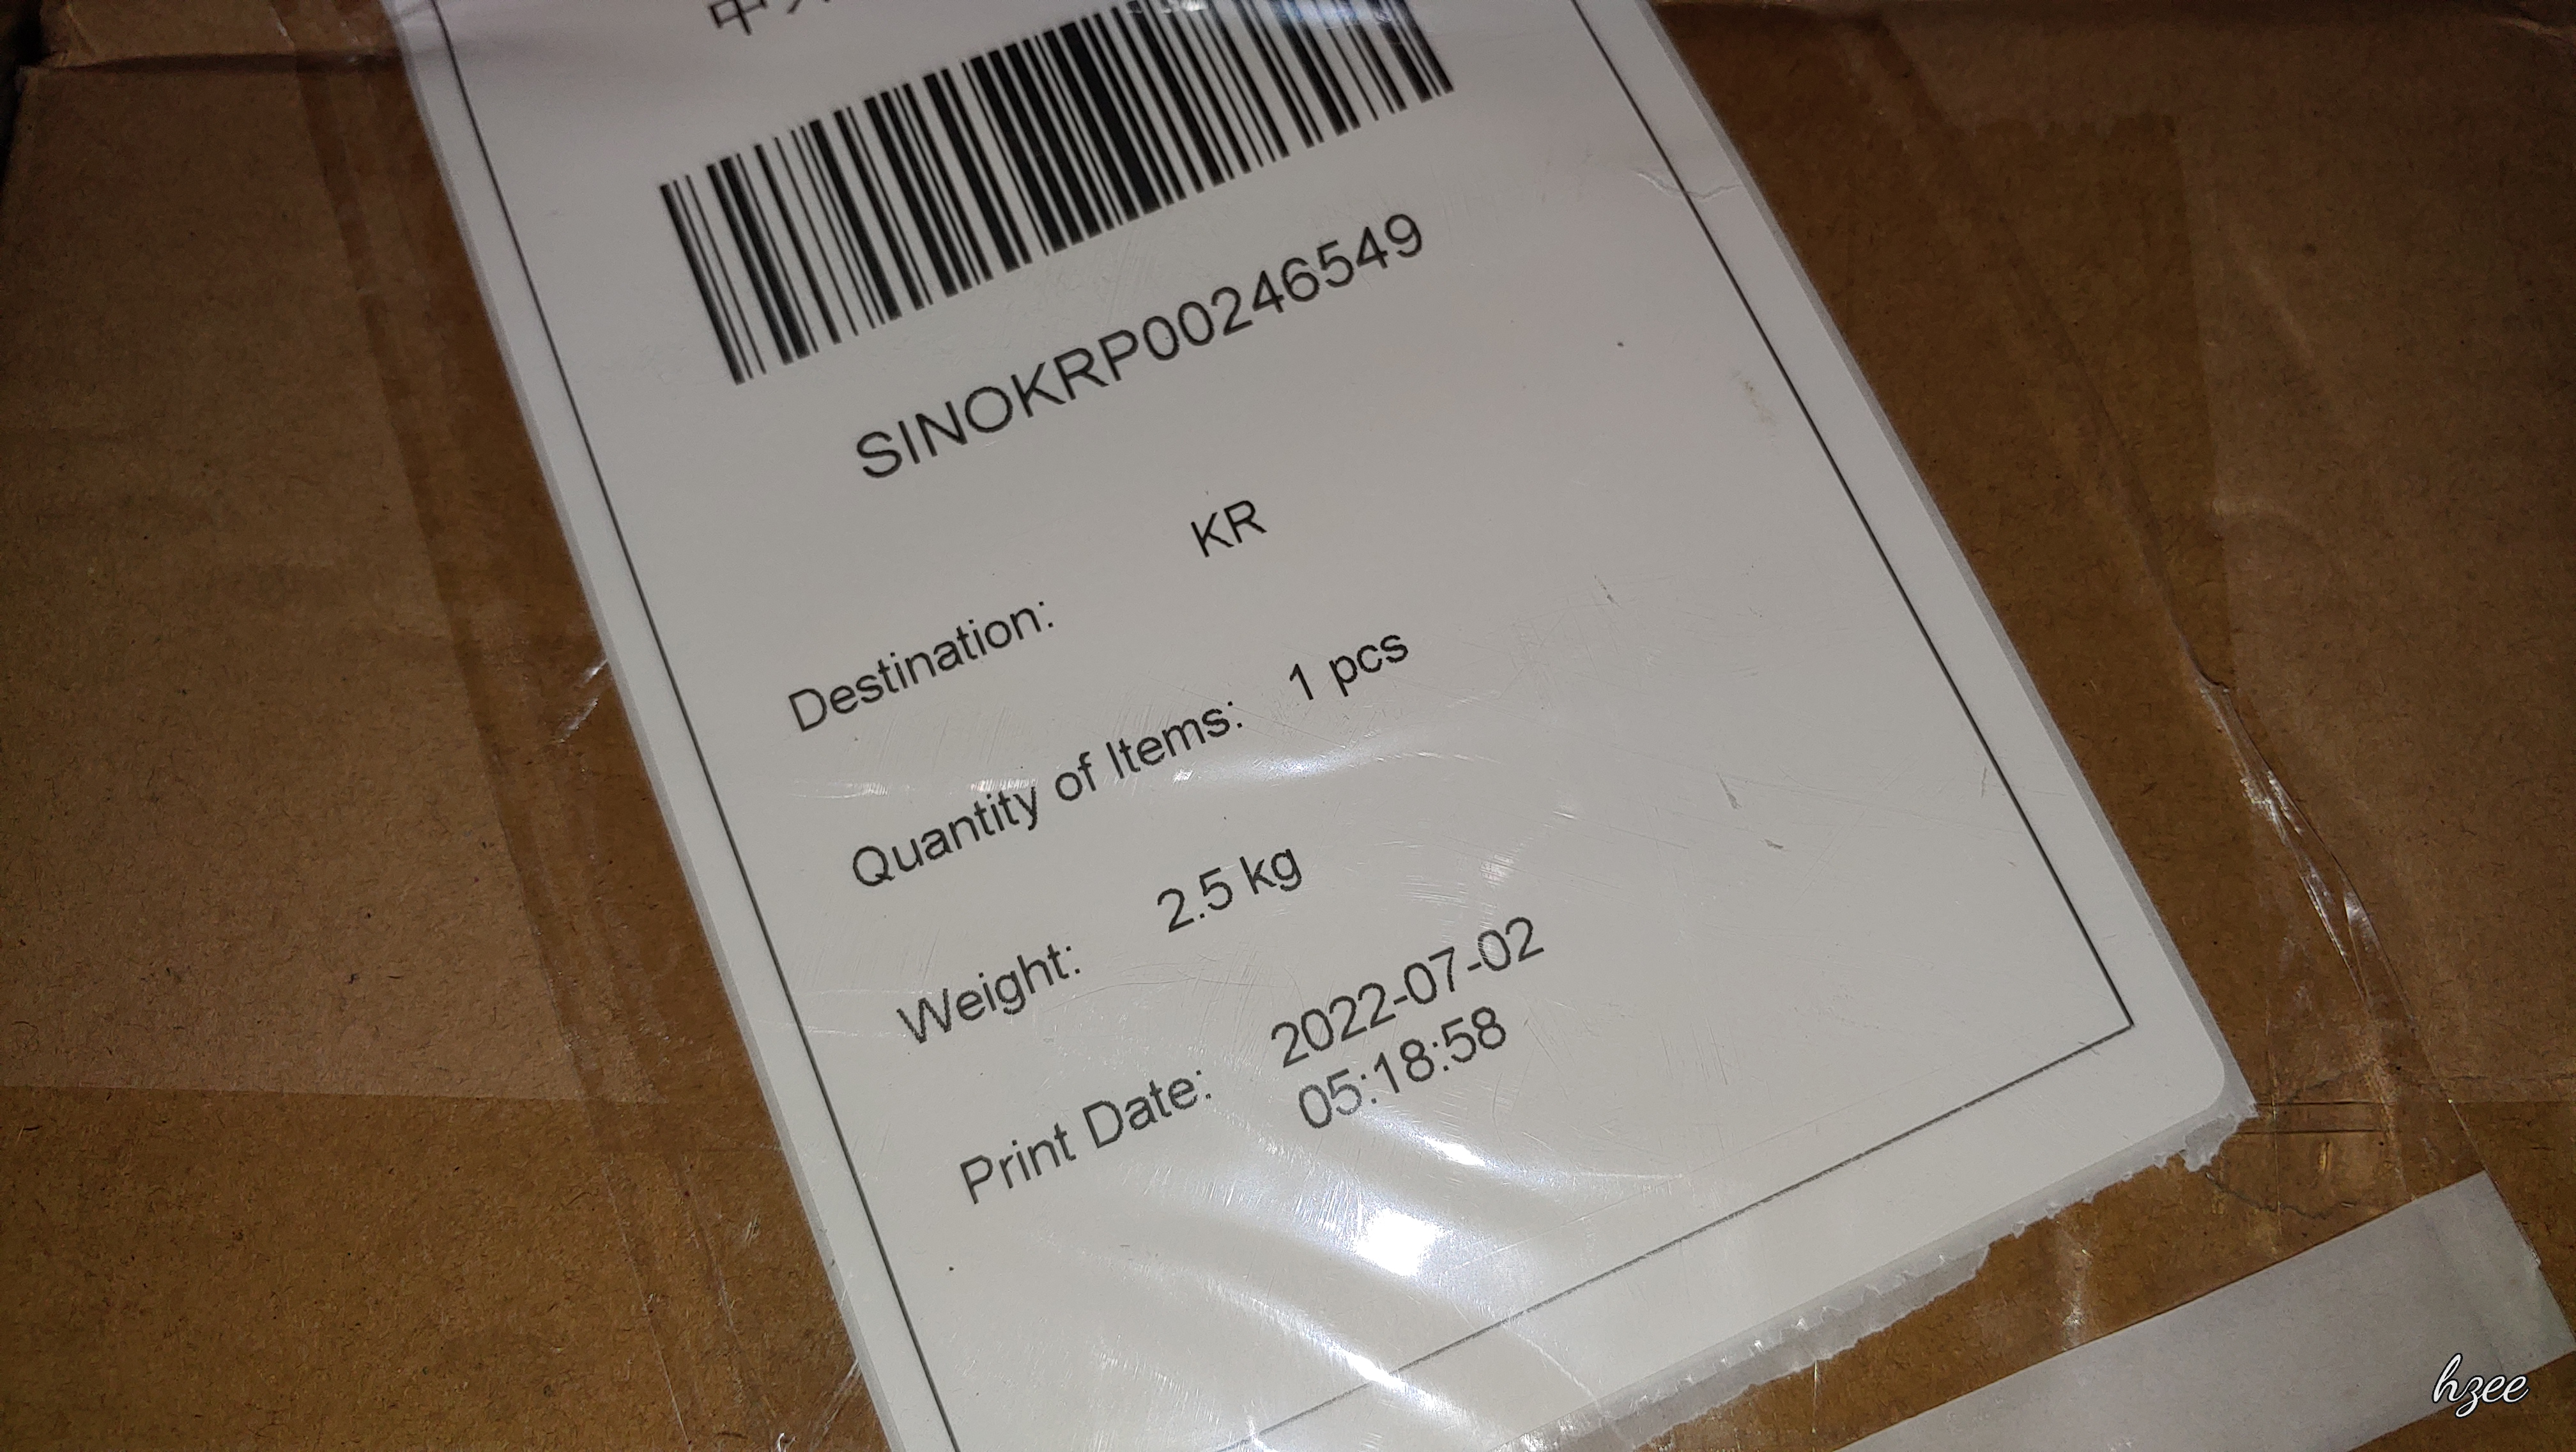 中
SINOKRP00246549
KR
Destination:
Quantity of Items: 1 pcs
Weight: 2.5 kg
Print Date: 2022-07-02
05:18:58
hzee